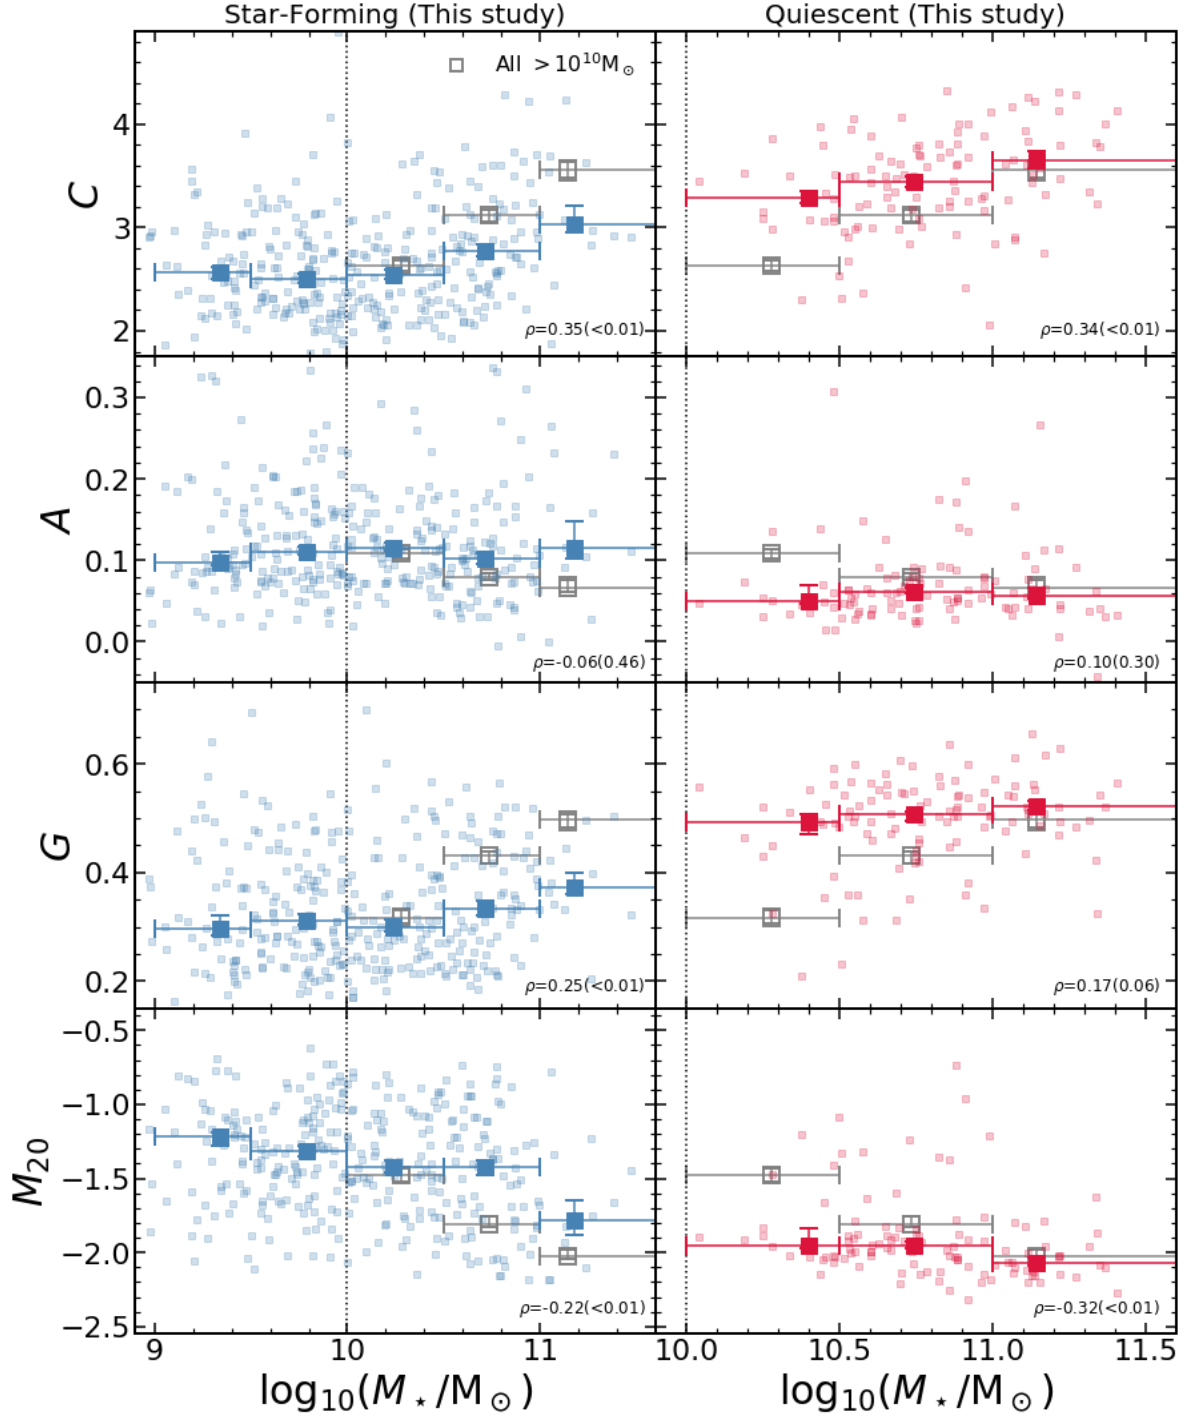 Star-Forming (This study)
Quiescent (This study)
All >10¹⁰M☉
C
4
3
2
ρ=0.35(<0.01)
ρ=0.34(<0.01)
A
0.3
0.2
0.1
0.0
ρ=-0.06(0.46)
ρ=0.10(0.30)
G
0.6
0.4
0.2
ρ=0.25(<0.01)
ρ=0.17(0.06)
M₂₀
−0.5
−1.0
−1.5
−2.0
−2.5
ρ=-0.22(<0.01)
ρ=-0.32(<0.01)
9 10 11
10.0 10.5 11.0 11.5
log₁₀(M⋆/M☉)
log₁₀(M⋆/M☉)